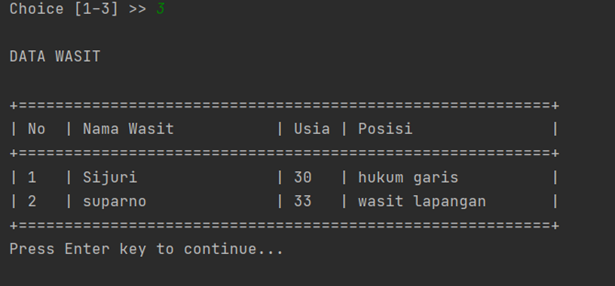 Choice [1-3] >> 3
DATA WASIT
+==========================================================+
| No  | Nama Wasit           | Usia | Posisi               |
+==========================================================+
| 1   | Sijuri               | 30   | hukum garis          |
| 2   | suparno              | 33   | wasit lapangan       |
+==========================================================+
Press Enter key to continue...